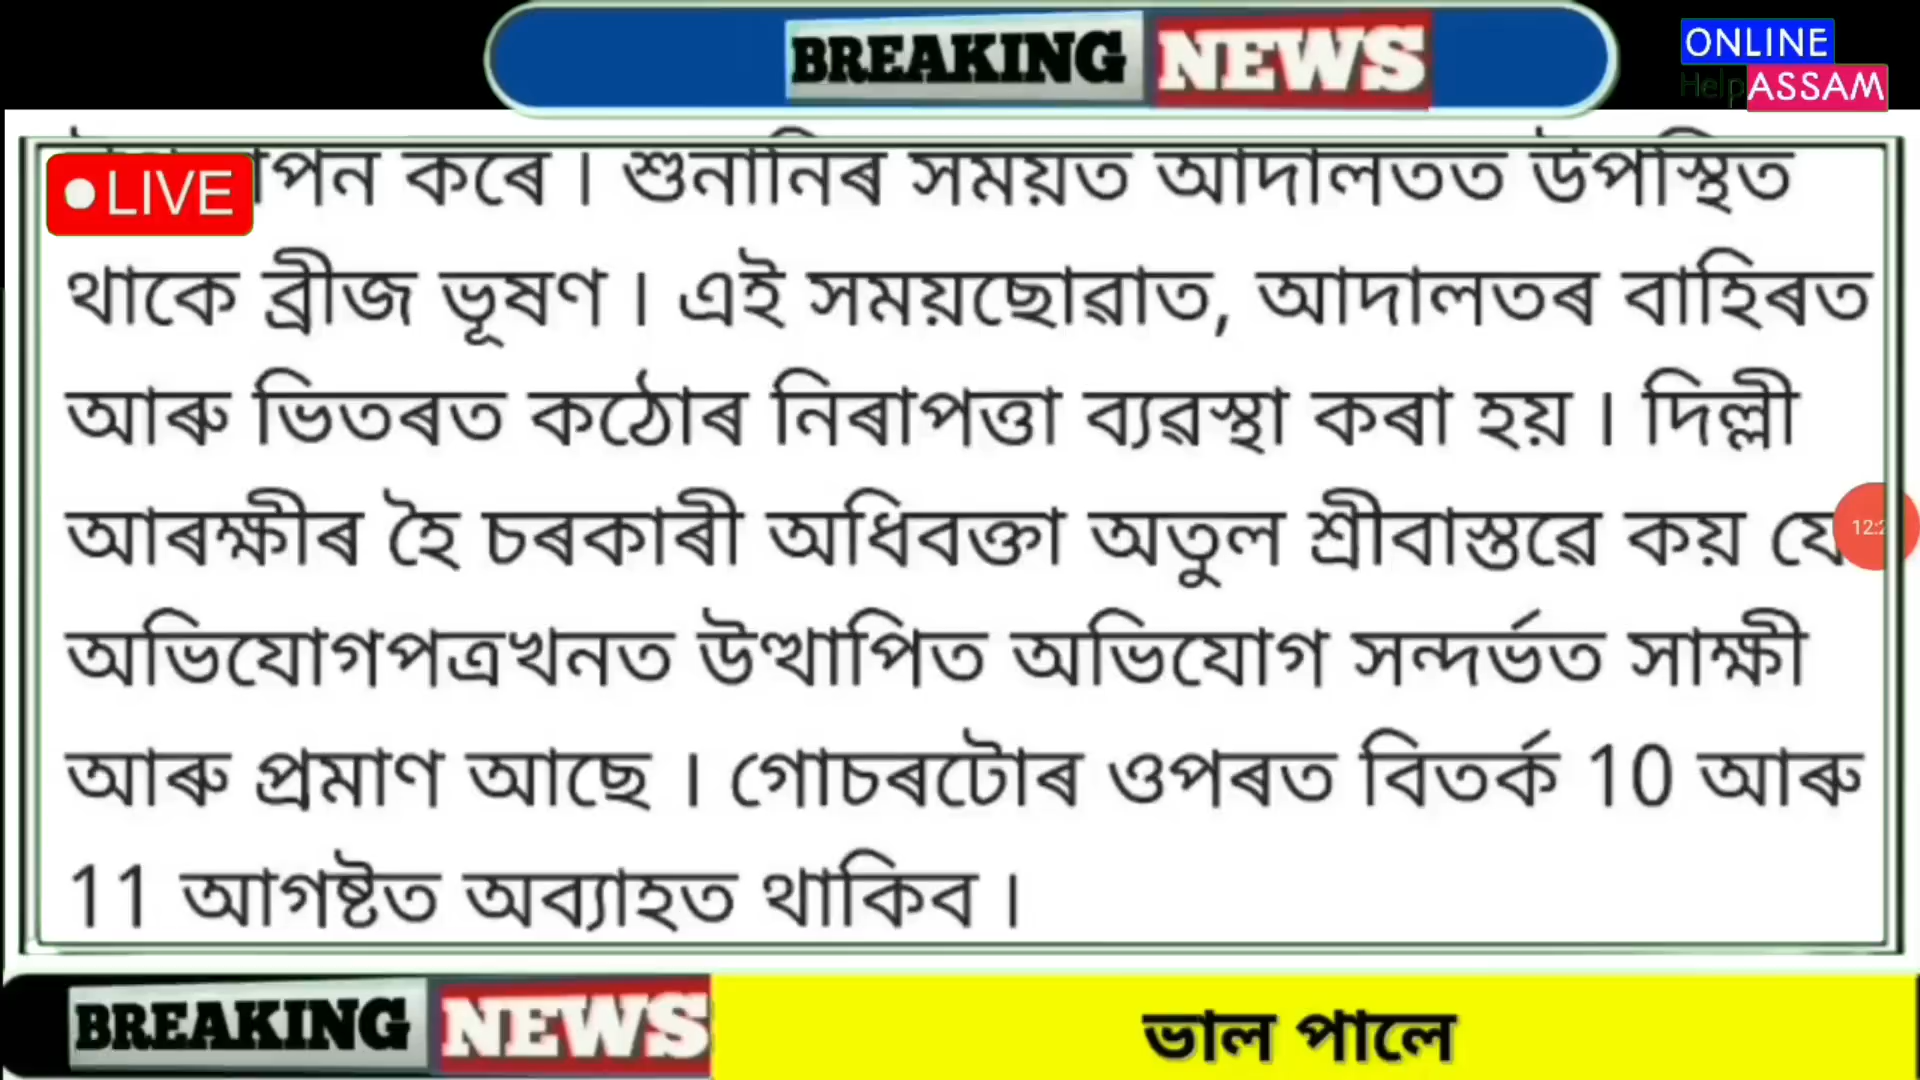 BREAKING NEWS
ONLINE
Help ASSAM
LIVE
কৰে । শুনানিৰ সময়ত আদালতত উপস্থিত
থাকে ব্ৰীজ ভূষণ । এই সময়ছোৱাত, আদালতৰ বাহিৰত
আৰু ভিতৰত কঠোৰ নিৰাপত্তা ব্যৱস্থা কৰা হয় । দিল্লী
আৰক্ষীৰ হৈ চৰকাৰী অধিবক্তা অতুল শ্ৰীবাস্তৱে কয় যে
অভিযোগপত্ৰখনত উত্থাপিত অভিযোগ সন্দৰ্ভত সাক্ষী
আৰু প্ৰমাণ আছে । গোচৰটোৰ ওপৰত বিতৰ্ক 10 আৰু
11 আগষ্টত অব্যাহত থাকিব ।
BREAKING NEWS
ভাল পালে